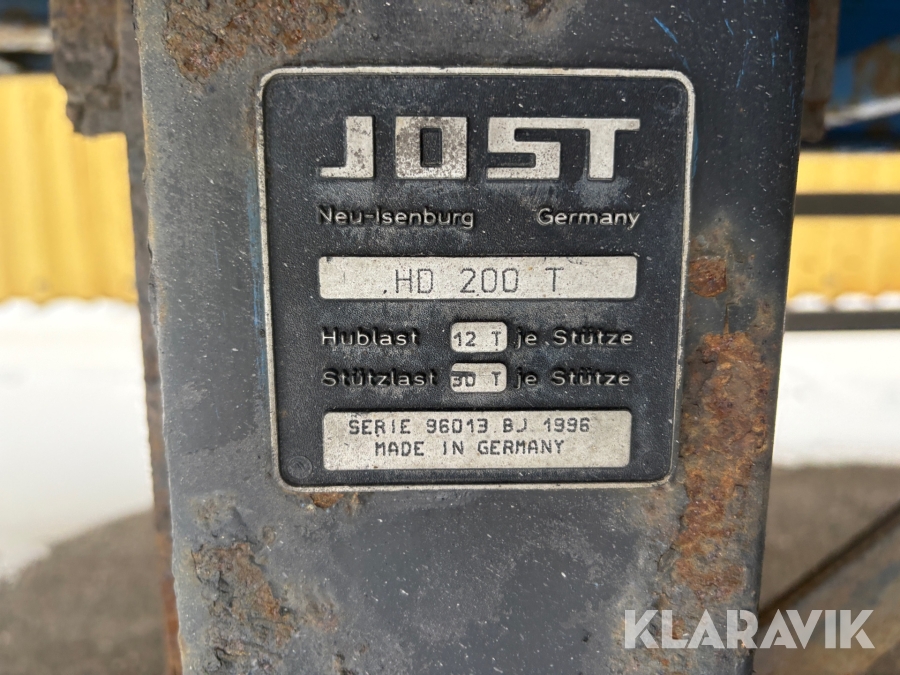 JOST
Neu-Isenburg Germany
HD 200 T
Hublast 12 T je Stütze
Stützlast 30 T je Stütze
SERIE 96013 BJ 1996
MADE IN GERMANY
KLARAVIK